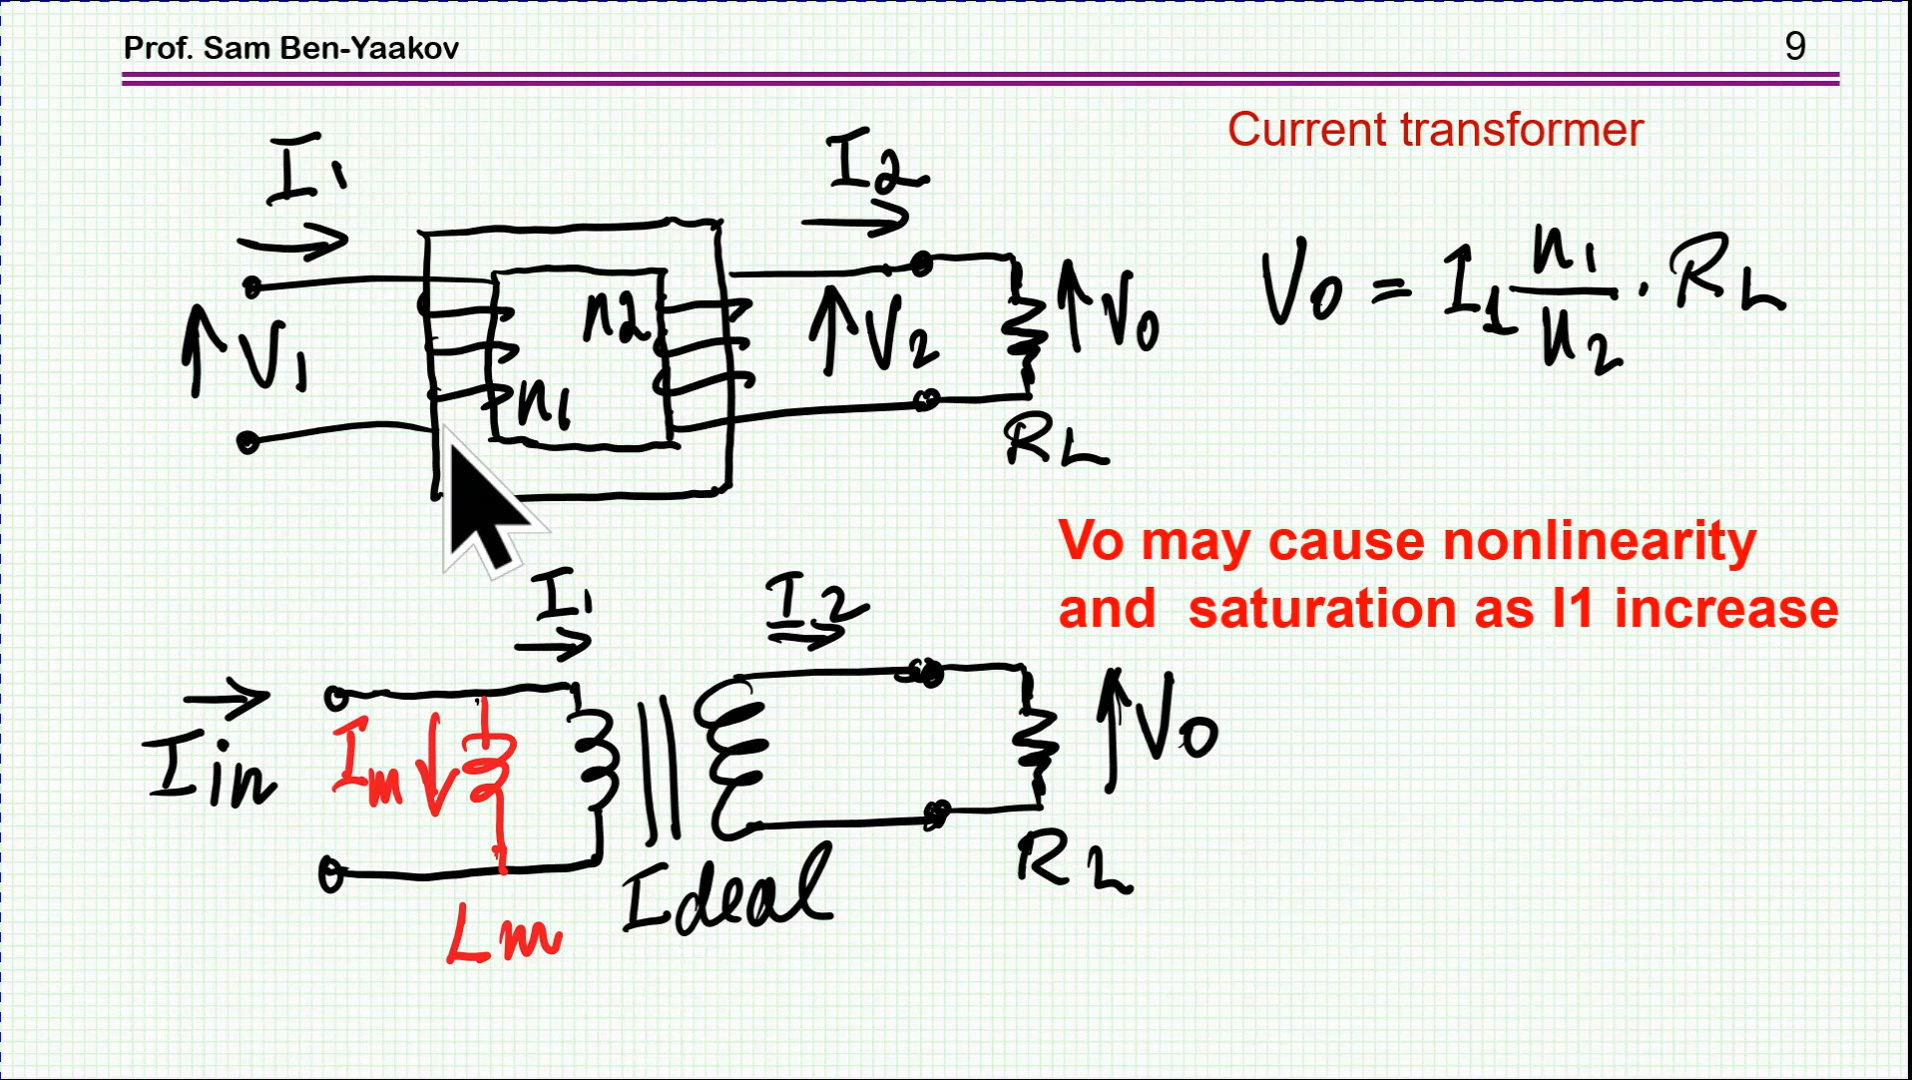 Prof. Sam Ben-Yaakov
9
Current transformer
I1
I2
V1
n1
n2
V2
Vo
RL
Vo = I1 n1/n2 · RL
Vo may cause nonlinearity
and saturation as I1 increase
I1
I2
Iin
Im
Lm
Ideal
Vo
RL